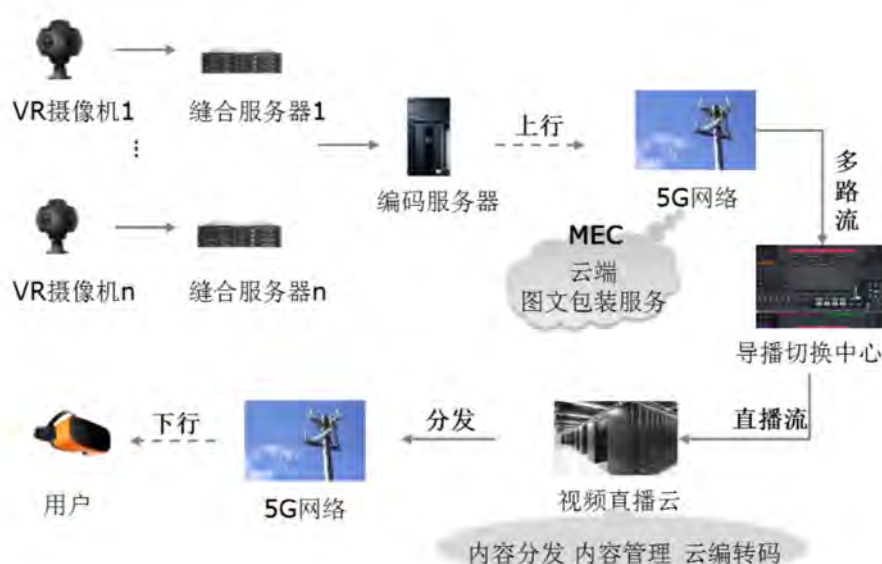 VR摄像机1
缝合服务器1
⋮
上行
编码服务器
5G网络
多路流
MEC
云端
图文包装服务
VR摄像机n
缝合服务器n
导播切换中心
下行
分发
直播流
用户
5G网络
视频直播云
内容分发 内容管理 云编转码